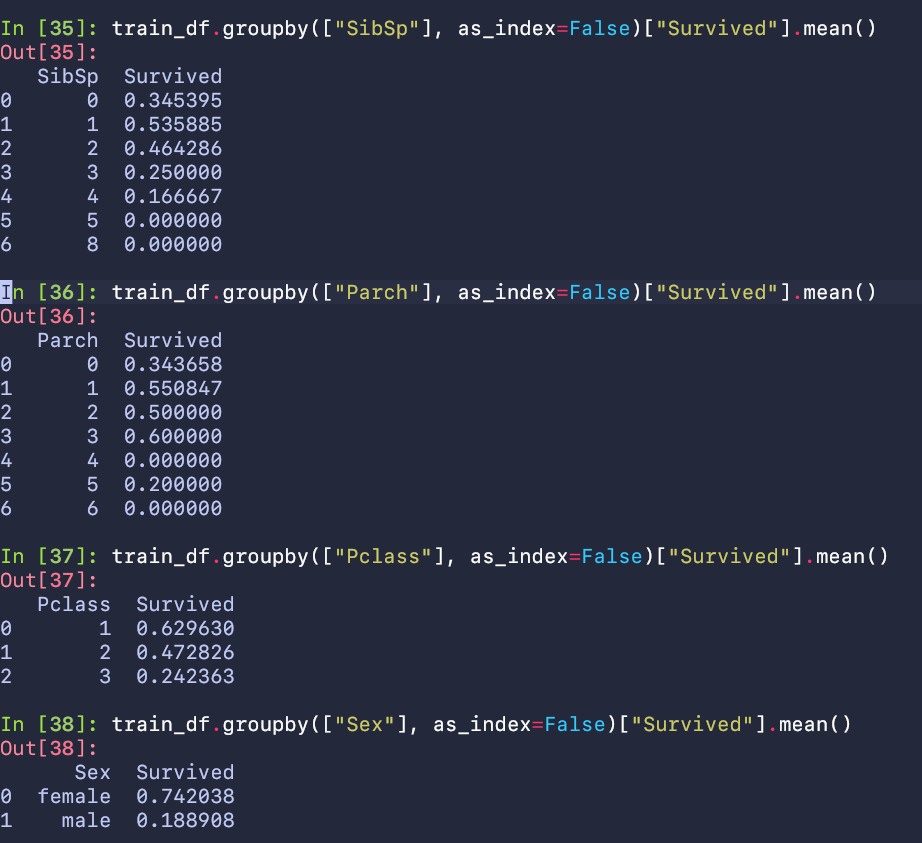 In [35]: train_df.groupby(["SibSp"], as_index=False)["Survived"].mean()
Out[35]:
   SibSp  Survived
0      0  0.345395
1      1  0.535885
2      2  0.464286
3      3  0.250000
4      4  0.166667
5      5  0.000000
6      8  0.000000
In [36]: train_df.groupby(["Parch"], as_index=False)["Survived"].mean()
Out[36]:
   Parch  Survived
0      0  0.343658
1      1  0.550847
2      2  0.500000
3      3  0.600000
4      4  0.000000
5      5  0.200000
6      6  0.000000
In [37]: train_df.groupby(["Pclass"], as_index=False)["Survived"].mean()
Out[37]:
   Pclass  Survived
0       1  0.629630
1       2  0.472826
2       3  0.242363
In [38]: train_df.groupby(["Sex"], as_index=False)["Survived"].mean()
Out[38]:
      Sex  Survived
0  female  0.742038
1    male  0.188908